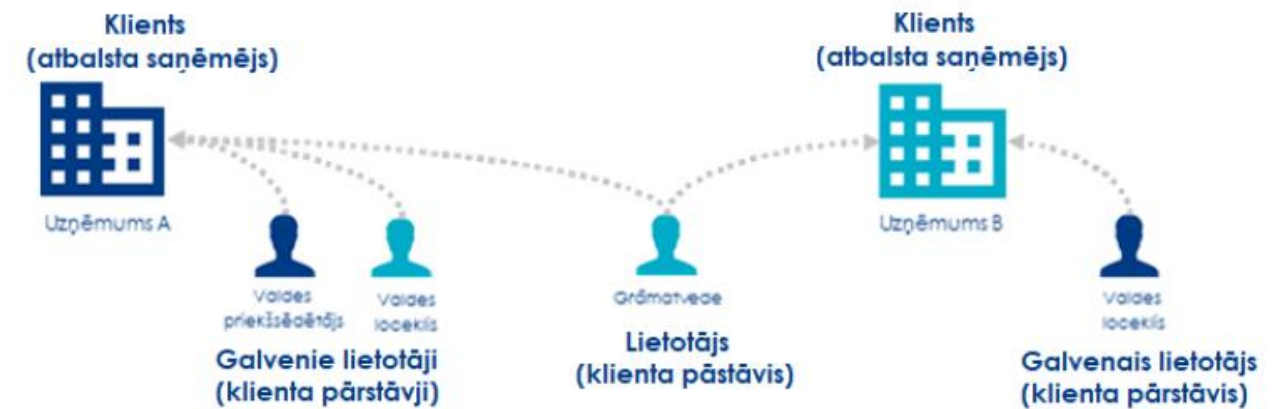 Klients
(atbalsta saņēmējs)
Klients
(atbalsta saņēmējs)
Uzņēmums A
Uzņēmums B
Valdes
priekšsēdētājs
Valdes
loceklis
Grāmatvede
Valdes
loceklis
Galvenie lietotāji
(klienta pārstāvji)
Lietotājs
(klienta pāstāvis)
Galvenais lietotājs
(klienta pārstāvis)